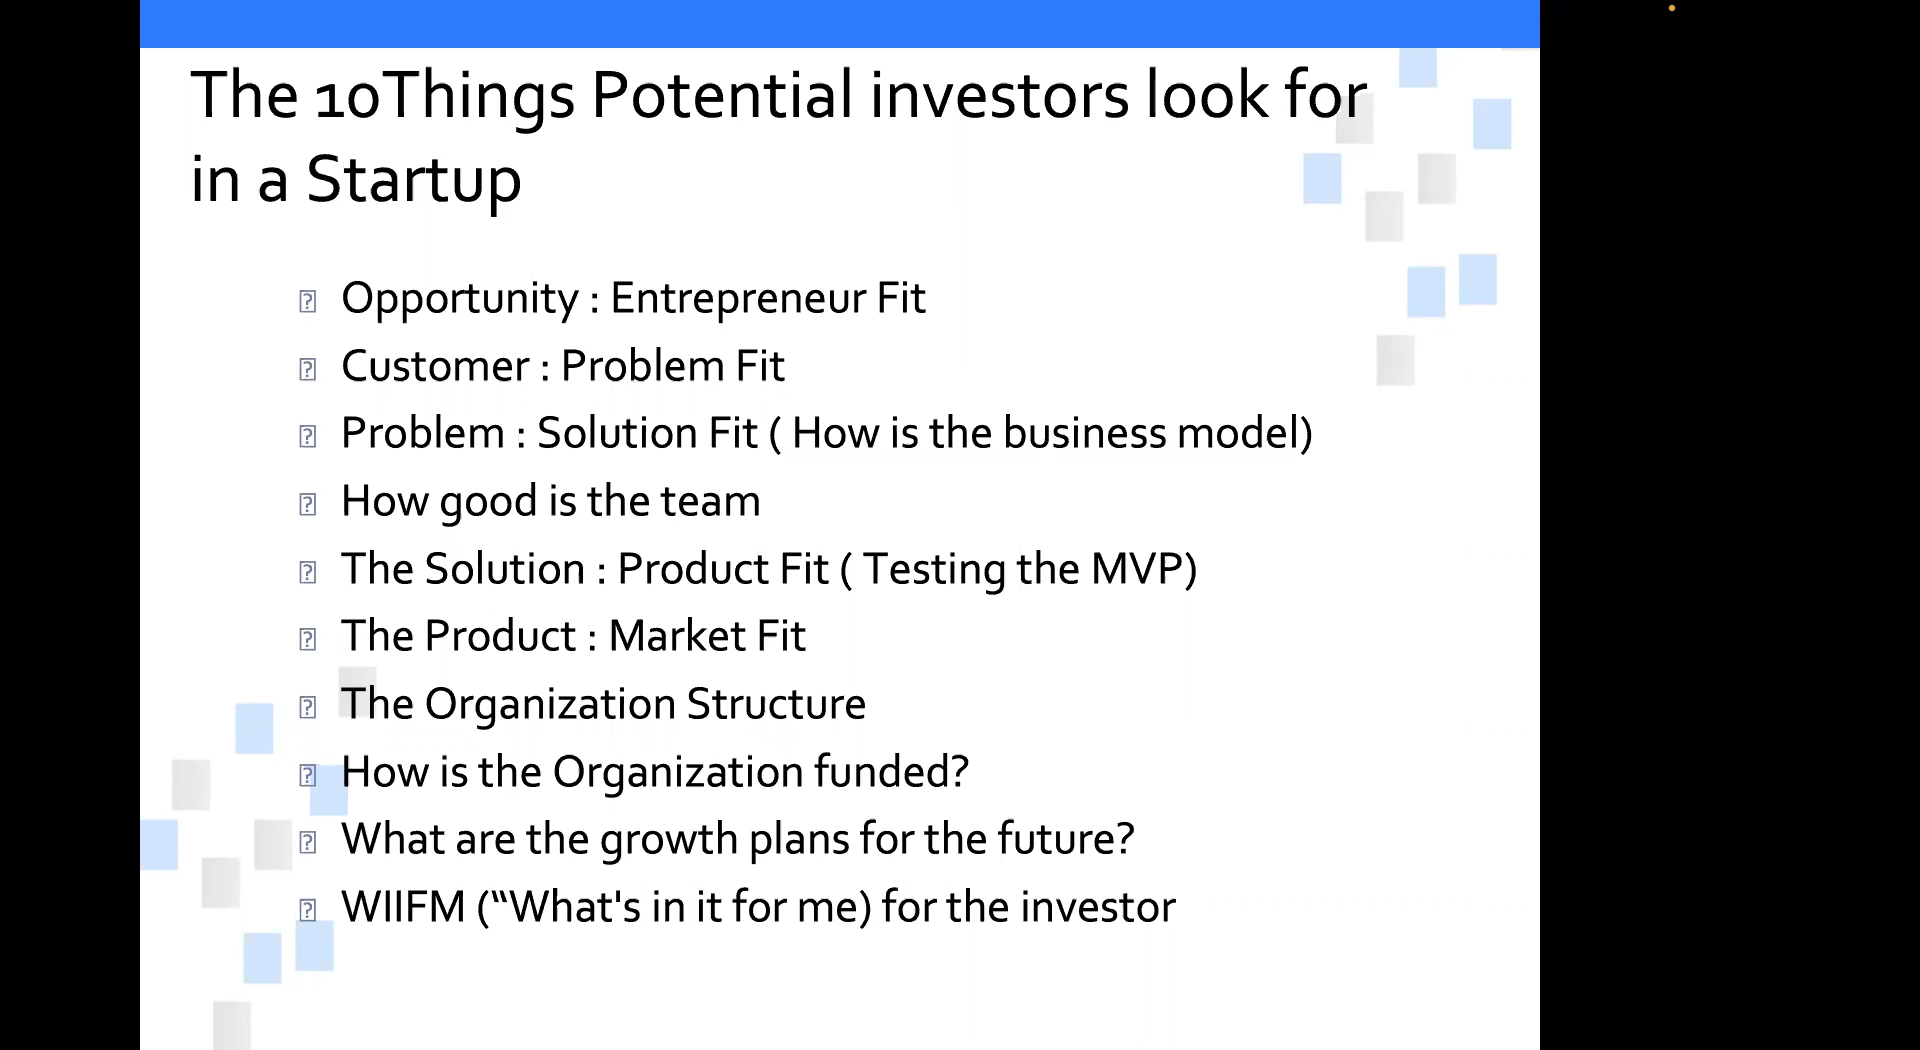 The 10Things Potential investors look for
in a Startup
Opportunity : Entrepreneur Fit
Customer : Problem Fit
Problem : Solution Fit ( How is the business model)
How good is the team
The Solution : Product Fit ( Testing the MVP)
The Product : Market Fit
The Organization Structure
How is the Organization funded?
What are the growth plans for the future?
WIIFM (“What's in it for me) for the investor